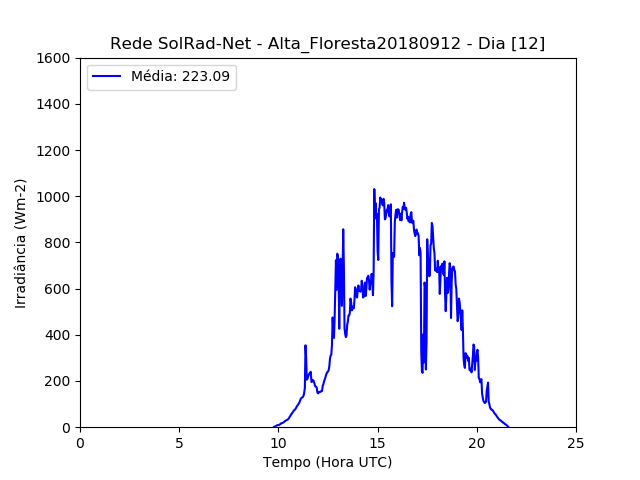 Rede SolRad-Net - Alta_Floresta20180912 - Dia [12]
Média: 223.09
Irradiância (Wm-2)
1600
1400
1200
1000
800
600
400
200
0
0 5 10 15 20 25
Tempo (Hora UTC)